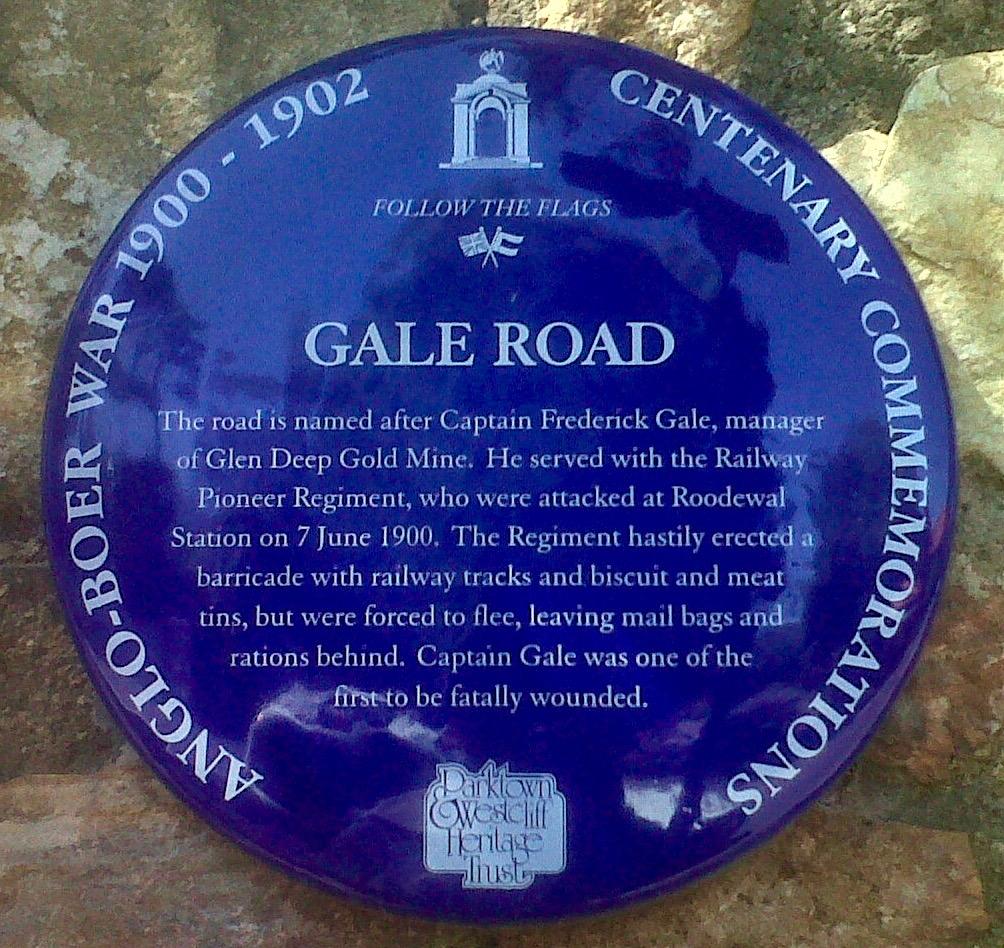 ANGLO-BOER WAR 1900 - 1902
CENTENARY COMMEMORATIONS
FOLLOW THE FLAGS
GALE ROAD
The road is named after Captain Frederick Gale, manager
of Glen Deep Gold Mine. He served with the Railway
Pioneer Regiment, who were attacked at Roodewal
Station on 7 June 1900. The Regiment hastily erected a
barricade with railway tracks and biscuit and meat
tins, but were forced to flee, leaving mail bags and
rations behind. Captain Gale was one of the
first to be fatally wounded.
Parktown
& Westcliff
Heritage
Trust